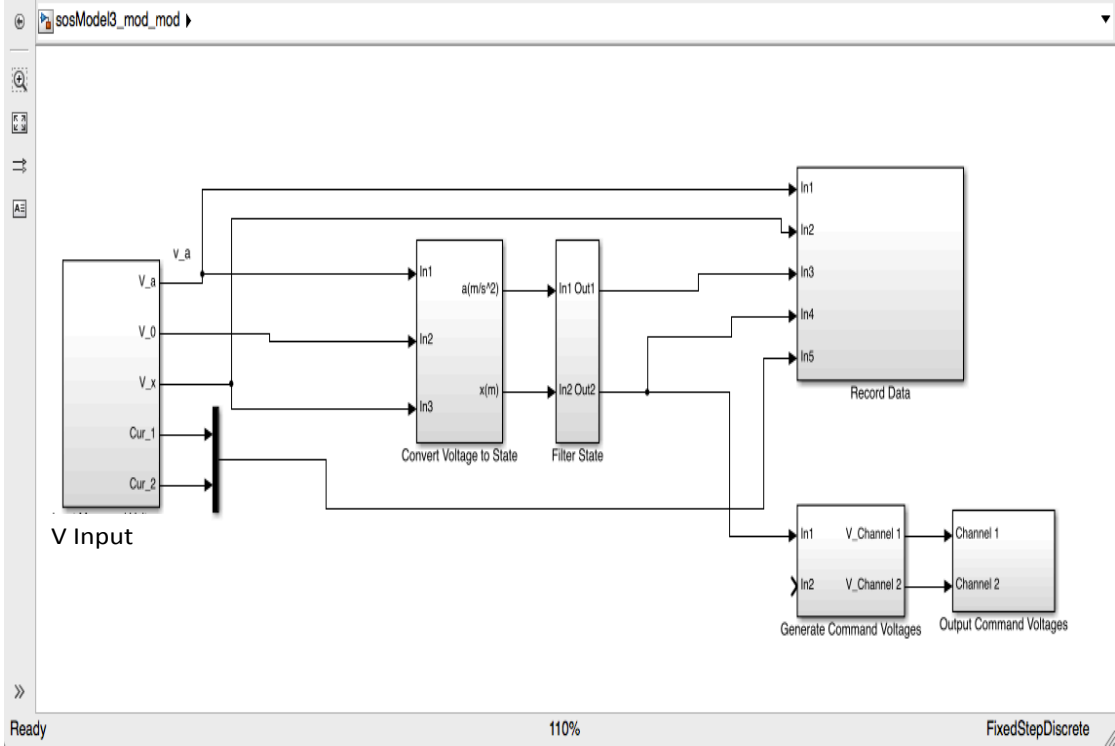 sosModel3_mod_mod
v_a
V_a
V_0
V_x
Cur_1
Cur_2
V Input
In1
In2
In3
a(m/s^2)
x(m)
Convert Voltage to State
In1 Out1
In2 Out2
Filter State
In1
In2
In3
In4
In5
Record Data
In1
In2
V_Channel 1
V_Channel 2
Generate Command Voltages
Channel 1
Channel 2
Output Command Voltages
Ready
110%
FixedStepDiscrete